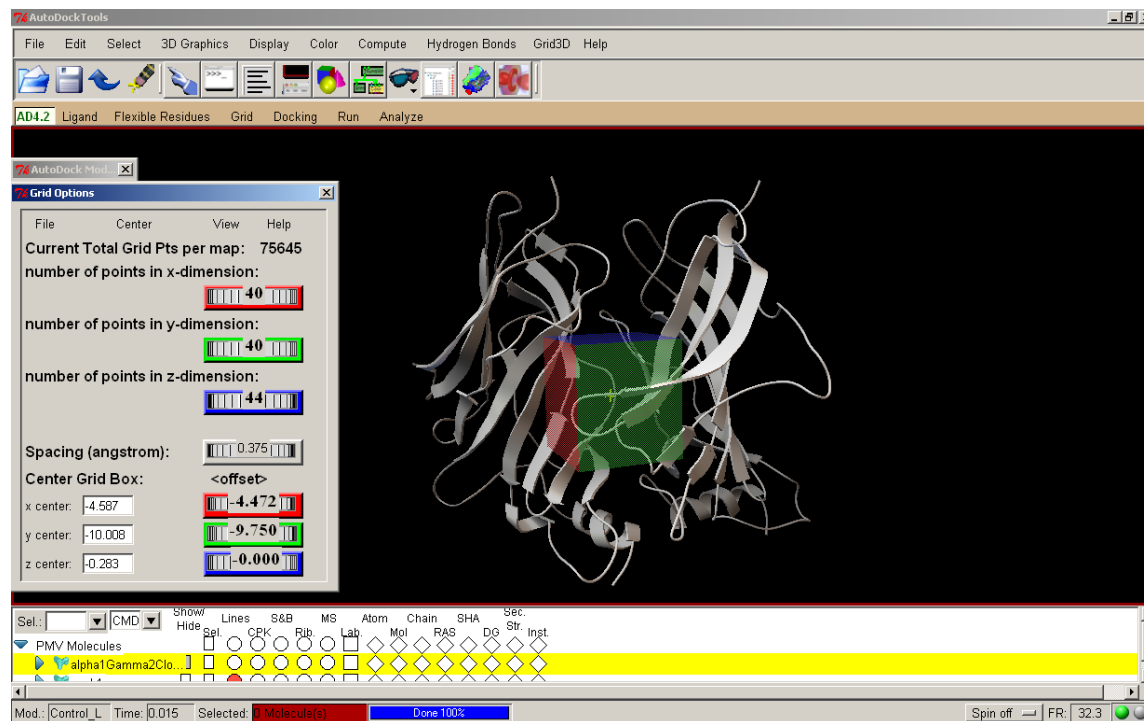 AutoDockTools
File Edit Select 3D Graphics Display Color Compute Hydrogen Bonds Grid3D Help
AD4.2 Ligand Flexible Residues Grid Docking Run Analyze
AutoDock Mod...
Grid Options
File Center View Help
Current Total Grid Pts per map: 75645
number of points in x-dimension:
40
number of points in y-dimension:
40
number of points in z-dimension:
44
Spacing (angstrom): 0.375
Center Grid Box: <offset>
x center: -4.587 -4.472
y center: -10.008 -9.750
z center: -0.283 -0.000
Sel.: CMD Show/ Hide Lines S&B MS Atom Chain SHA Sec. Str.
Sel. CPK Rib. Lab. Mol RAS DG Inst.
PMV Molecules
alpha1Gamma2Clo...
Mod.: Control_L Time: 0.015 Selected: 0 Molecule(s) Done 100% Spin off FR: 32.3